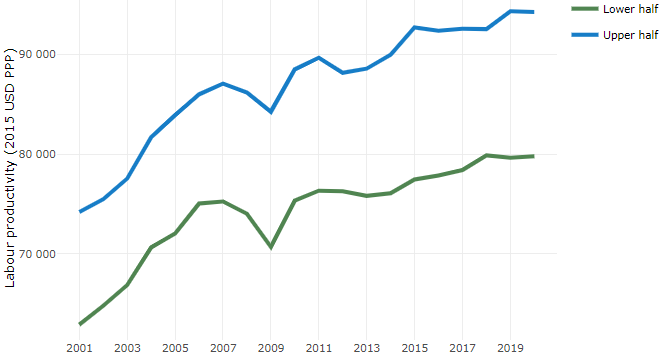 Lower half
Upper half
Labour productivity (2015 USD PPP)
90 000
80 000
70 000
2001 2003 2005 2007 2009 2011 2013 2015 2017 2019